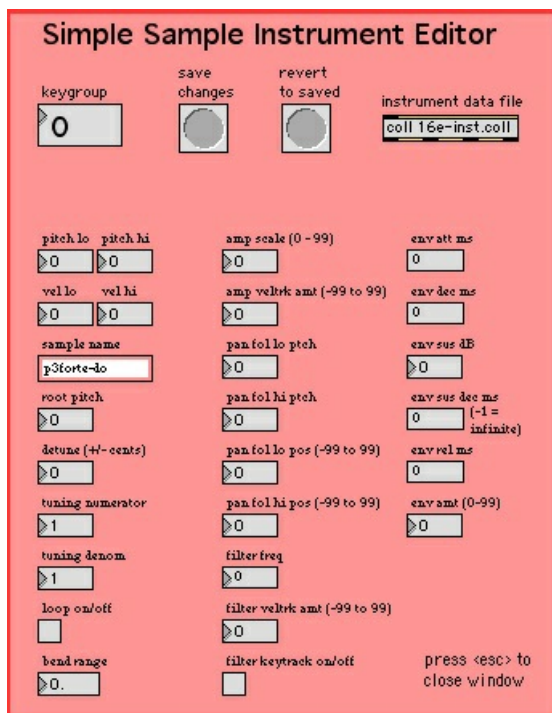 Simple Sample Instrument Editor
keygroup
0
save
changes
revert
to saved
instrument data file
coll 16e-inst.coll
pitch lo pitch hi
0 0
vel lo vel hi
0 0
sample name
p3forte-do
root pitch
0
detune (+/- cents)
0
tuning numerator
1
tuning denom
1
loop on/off
bend range
0.
amp scale (0 - 99)
0
amp veltrk amt (-99 to 99)
0
pan fol lo ptch
0
pan fol hi ptch
0
pan fol lo pos (-99 to 99)
0
pan fol hi pos (-99 to 99)
0
filter freq
0
filter veltrk amt (-99 to 99)
0
filter keytrack on/off
env att ms
0
env dec ms
0
env sus dB
0
env sus dec ms
0 (-1 =
infinite)
env rel ms
0
env amt (0-99)
0
press <esc> to
close window